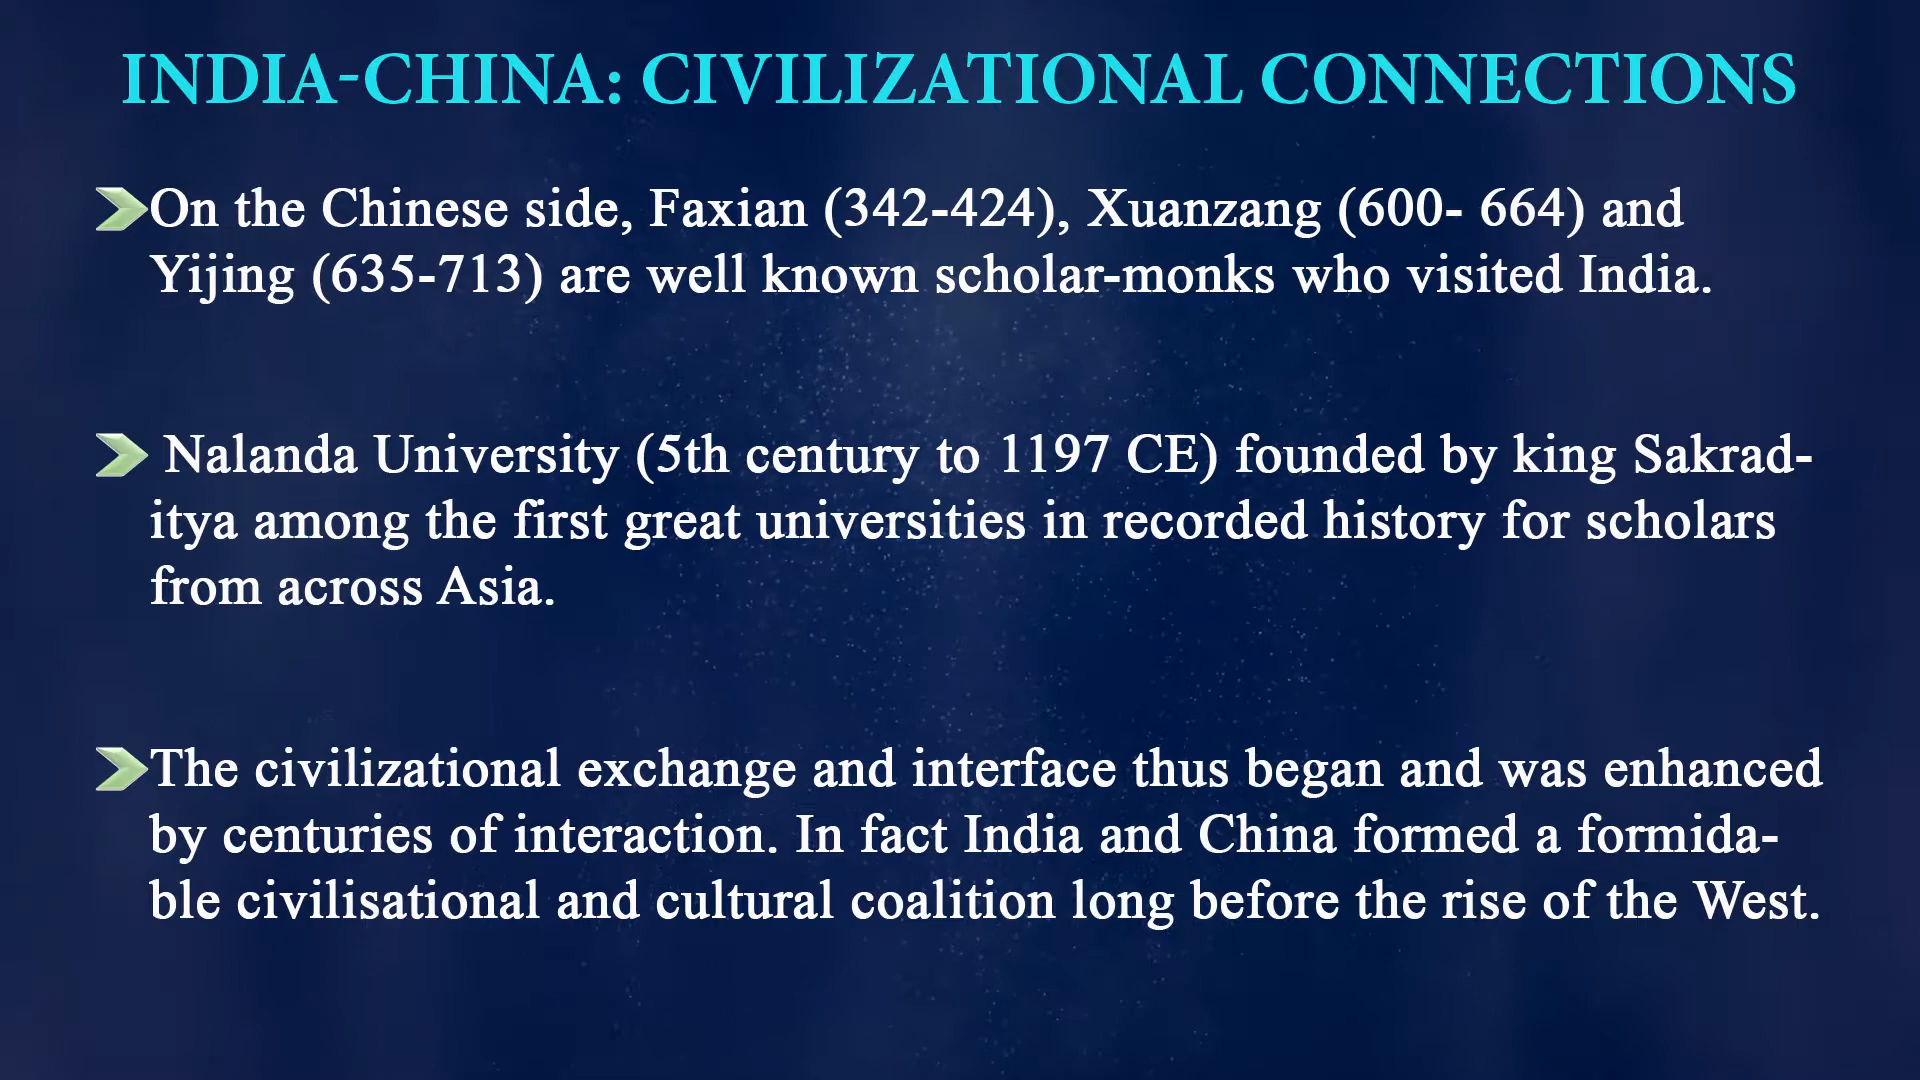 INDIA-CHINA: CIVILIZATIONAL CONNECTIONS
On the Chinese side, Faxian (342-424), Xuanzang (600- 664) and
Yijing (635-713) are well known scholar-monks who visited India.
Nalanda University (5th century to 1197 CE) founded by king Sakrad-
itya among the first great universities in recorded history for scholars
from across Asia.
The civilizational exchange and interface thus began and was enhanced
by centuries of interaction. In fact India and China formed a formida-
ble civilisational and cultural coalition long before the rise of the West.